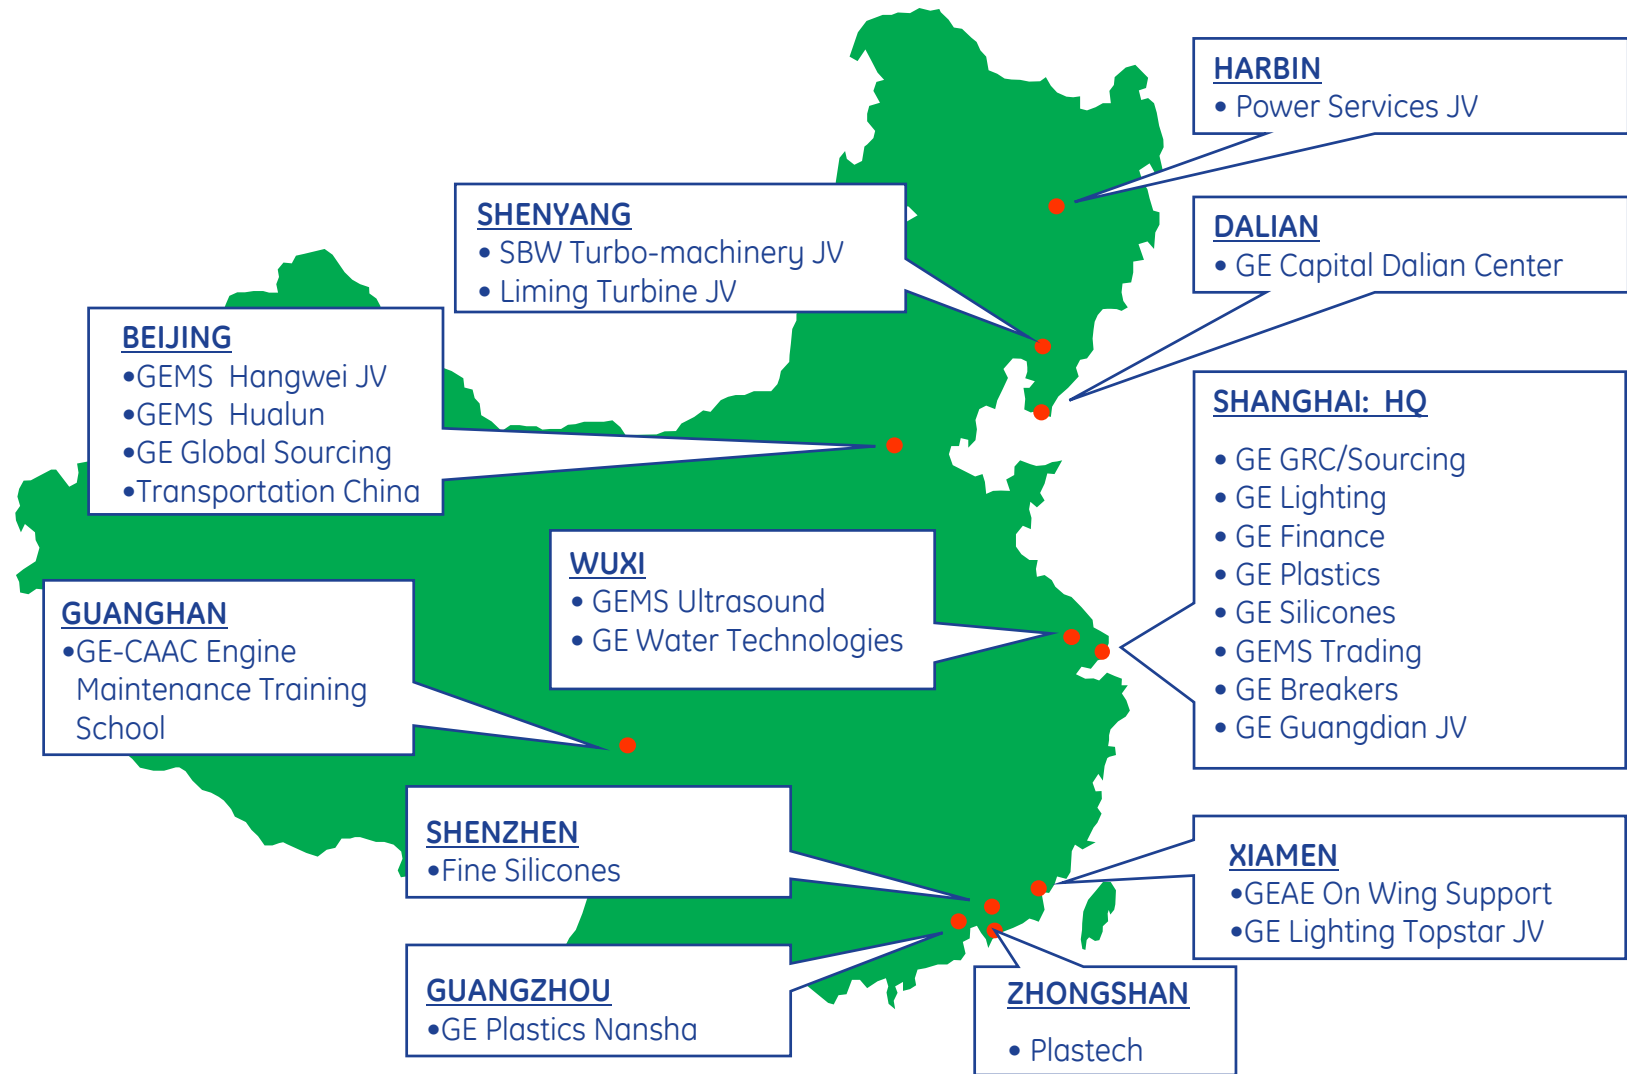 HARBIN
• Power Services JV
SHENYANG
• SBW Turbo-machinery JV
• Liming Turbine JV
DALIAN
• GE Capital Dalian Center
BEIJING
•GEMS  Hangwei JV
•GEMS  Hualun
•GE Global Sourcing
•Transportation China
SHANGHAI:  HQ
• GE GRC/Sourcing
• GE Lighting
• GE Finance
• GE Plastics
• GE Silicones
• GEMS Trading
• GE Breakers
• GE Guangdian JV
WUXI
• GEMS Ultrasound
• GE Water Technologies
GUANGHAN
•GE-CAAC Engine
Maintenance Training
School
SHENZHEN
•Fine Silicones
XIAMEN
•GEAE On Wing Support
•GE Lighting Topstar JV
GUANGZHOU
•GE Plastics Nansha
ZHONGSHAN
• Plastech